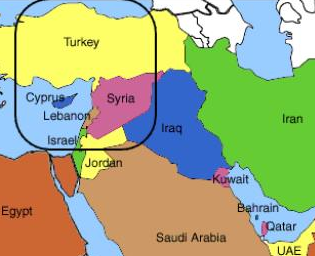 Turkey
Cyprus
Syria
Lebanon
Iraq
Iran
Israel
Jordan
Kuwait
Egypt
Bahrain
Qatar
Saudi Arabia
UAE